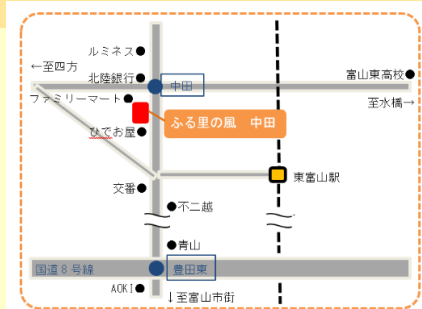 ルミネス
←至四方
北陸銀行
中田
富山東高校
ファミリーマート
至水橋→
ふる里の風　中田
ひでお屋
東富山駅
交番
不二越
青山
国道８号線
豊田東
AOKI
↓至富山市街